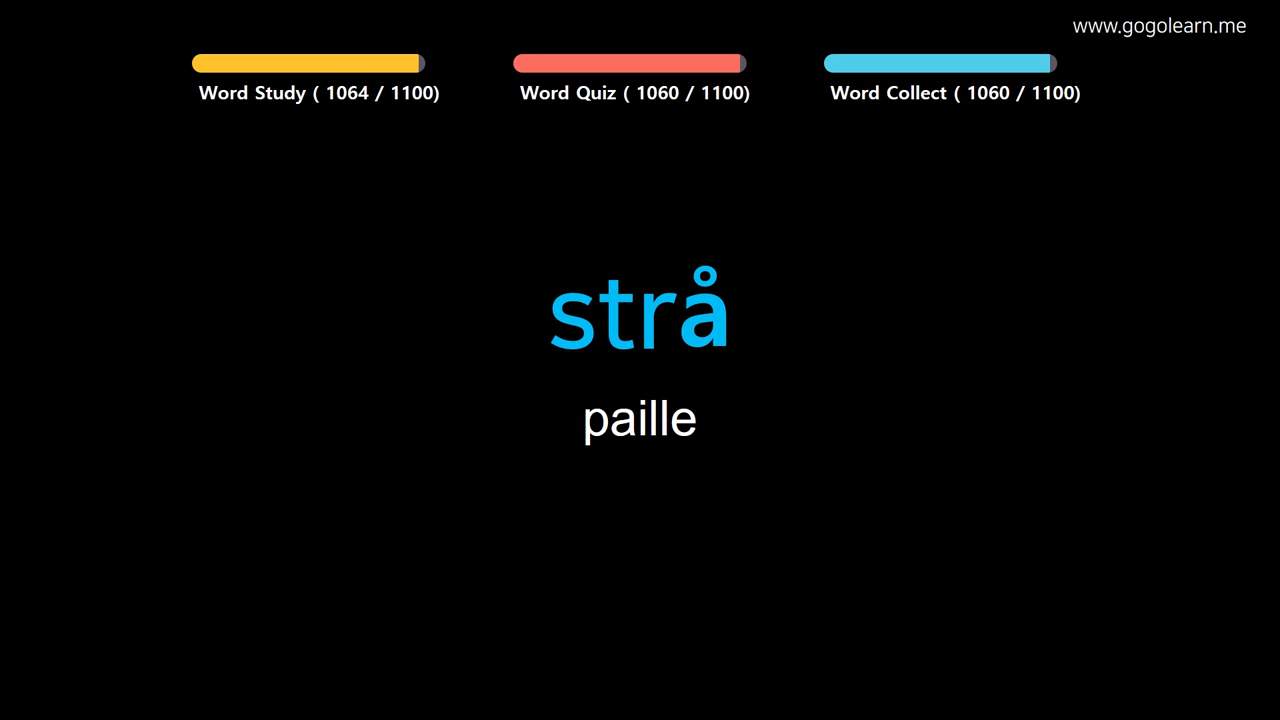 www.gogolearn.me
Word Study ( 1064 / 1100)
Word Quiz ( 1060 / 1100)
Word Collect ( 1060 / 1100)
strå
paille